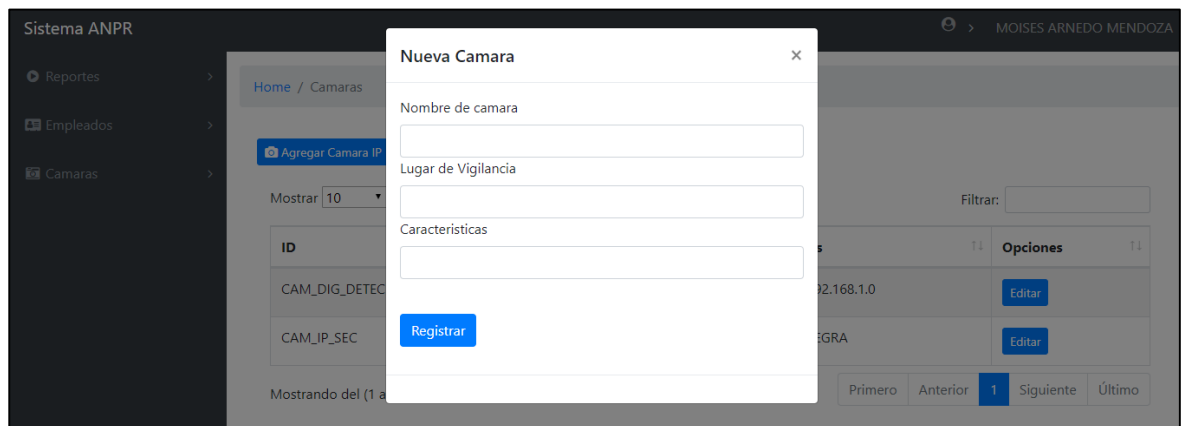 Sistema ANPR
MOISES ARNEDO MENDOZA
Reportes
Empleados
Camaras
Home / Camaras
Agregar Camara IP
Mostrar 10
Filtrar:
ID
Opciones
CAM_DIG_DETEC
92.168.1.0
Editar
CAM_IP_SEC
EGRA
Editar
Mostrando del (1 a
Primero Anterior 1 Siguiente Último
Nueva Camara ×
Nombre de camara
Lugar de Vigilancia
Caracteristicas
Registrar